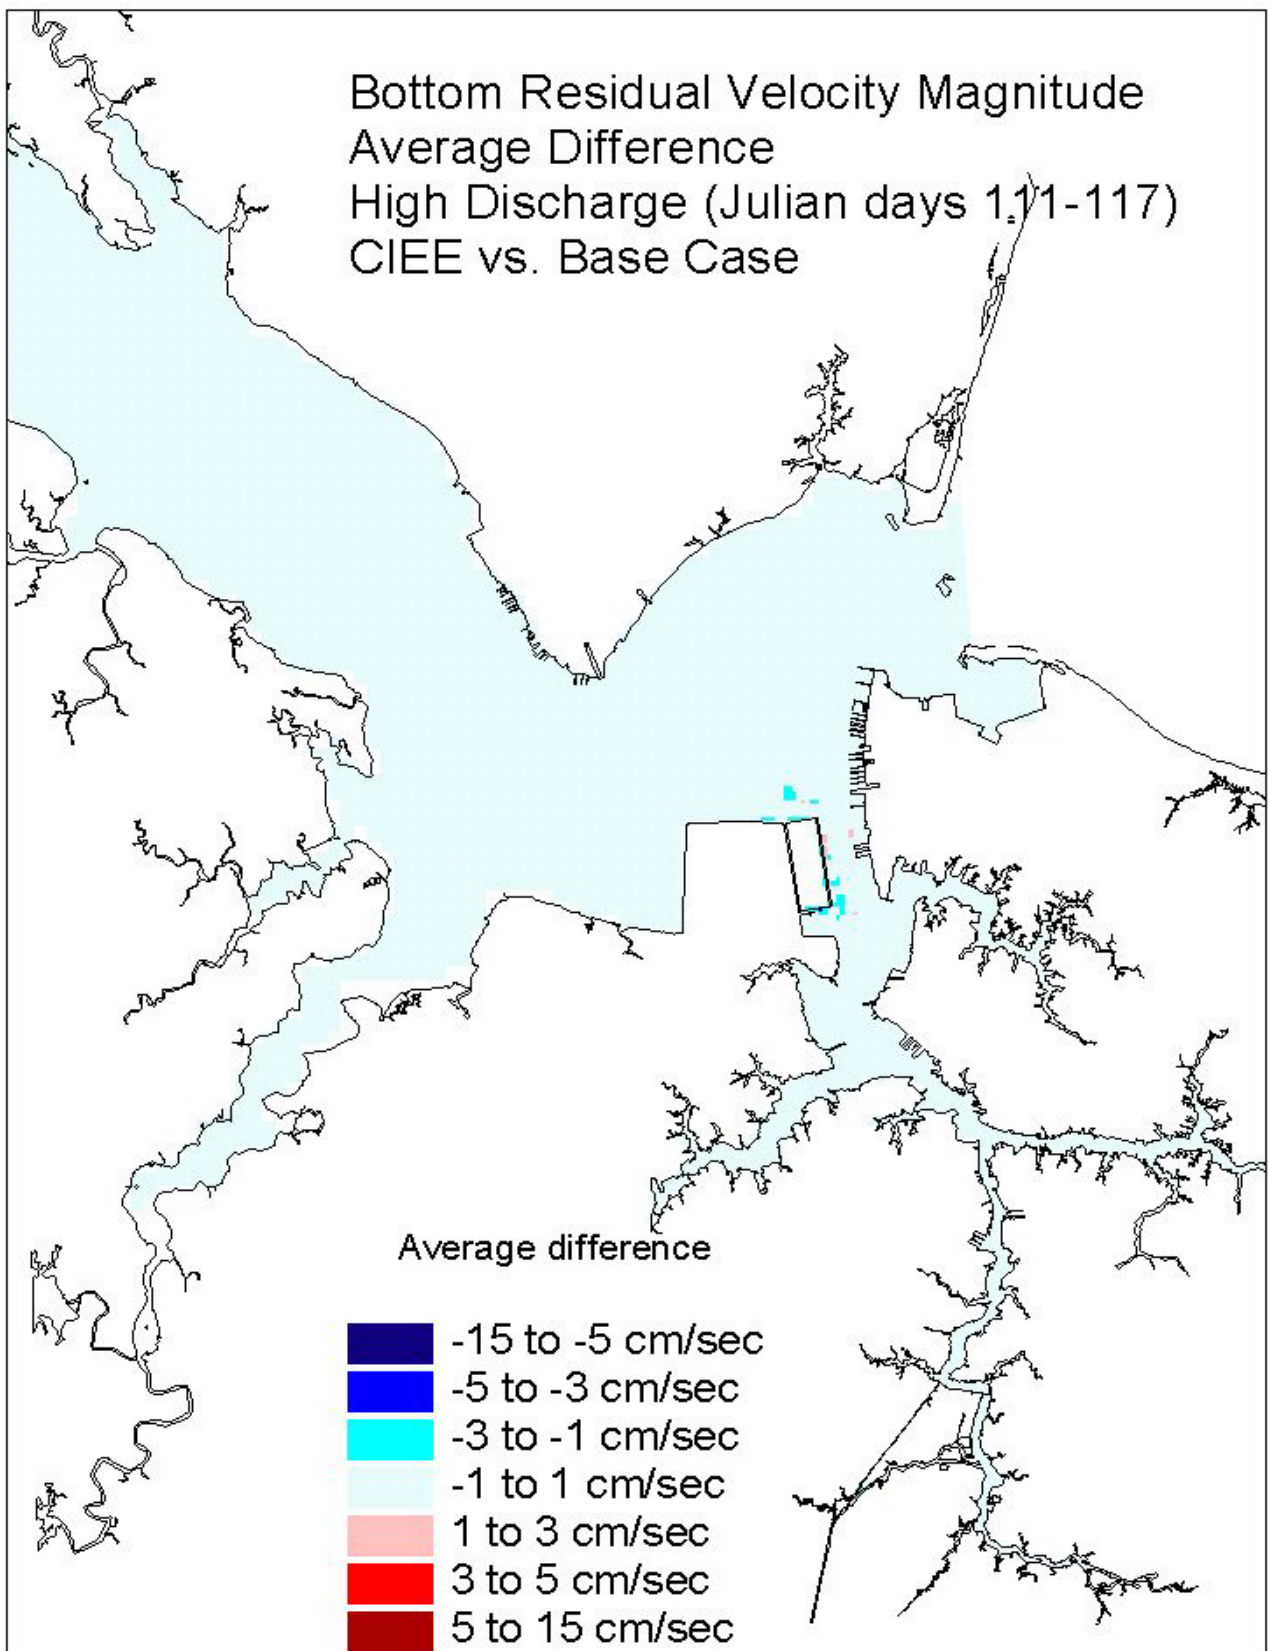 Bottom Residual Velocity Magnitude
Average Difference
High Discharge (Julian days 111-117)
CIEE vs. Base Case
Average difference
-15 to -5 cm/sec
-5 to -3 cm/sec
-3 to -1 cm/sec
-1 to 1 cm/sec
1 to 3 cm/sec
3 to 5 cm/sec
5 to 15 cm/sec